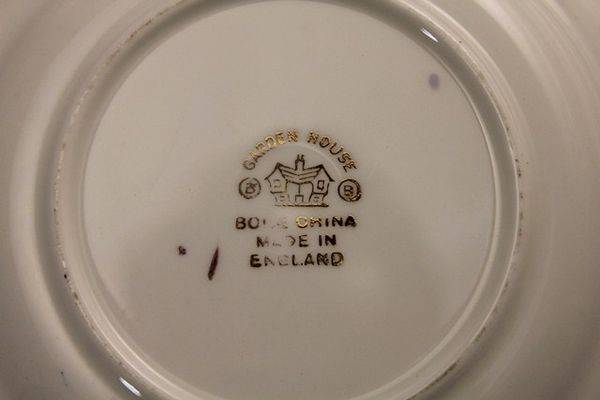 GARDEN HOUSE
B B
BONE CHINA
MADE IN
ENGLAND